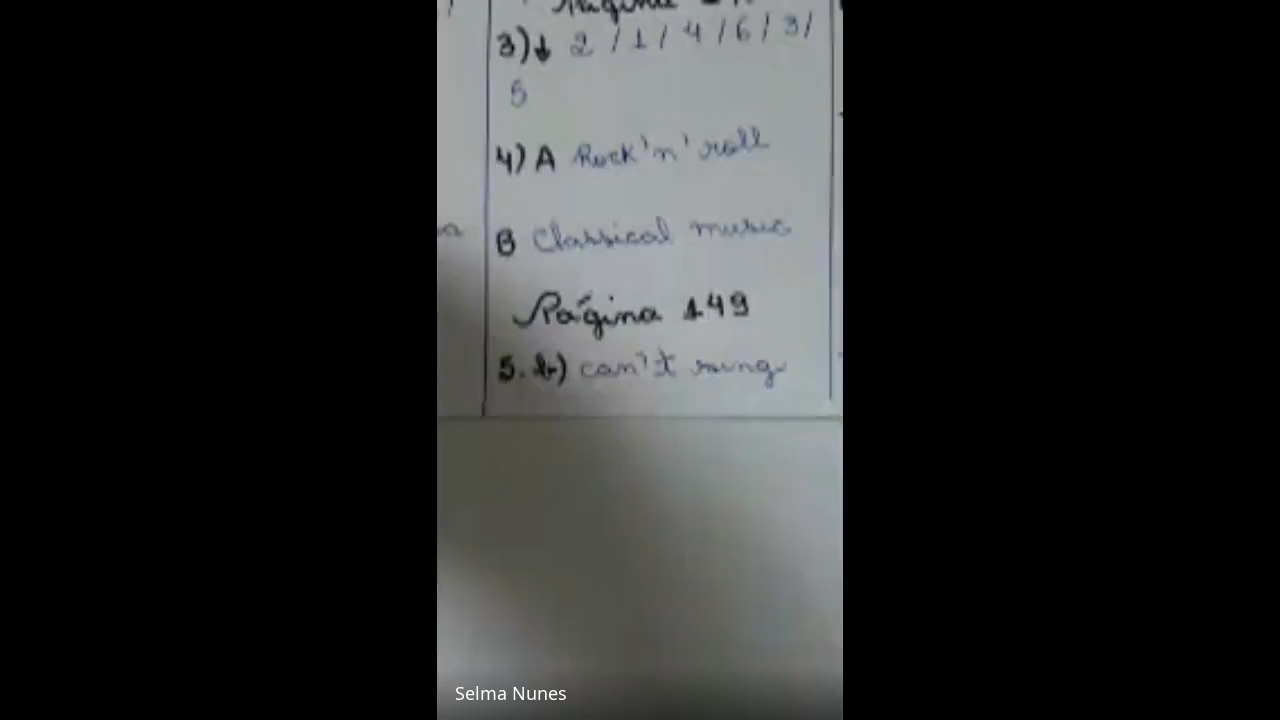 3)↓ 2 / 1 / 4 / 6 / 3 /
5
4) A Rock'n' roll
B Classical music
Página 149
5. b) can't sing
Selma Nunes